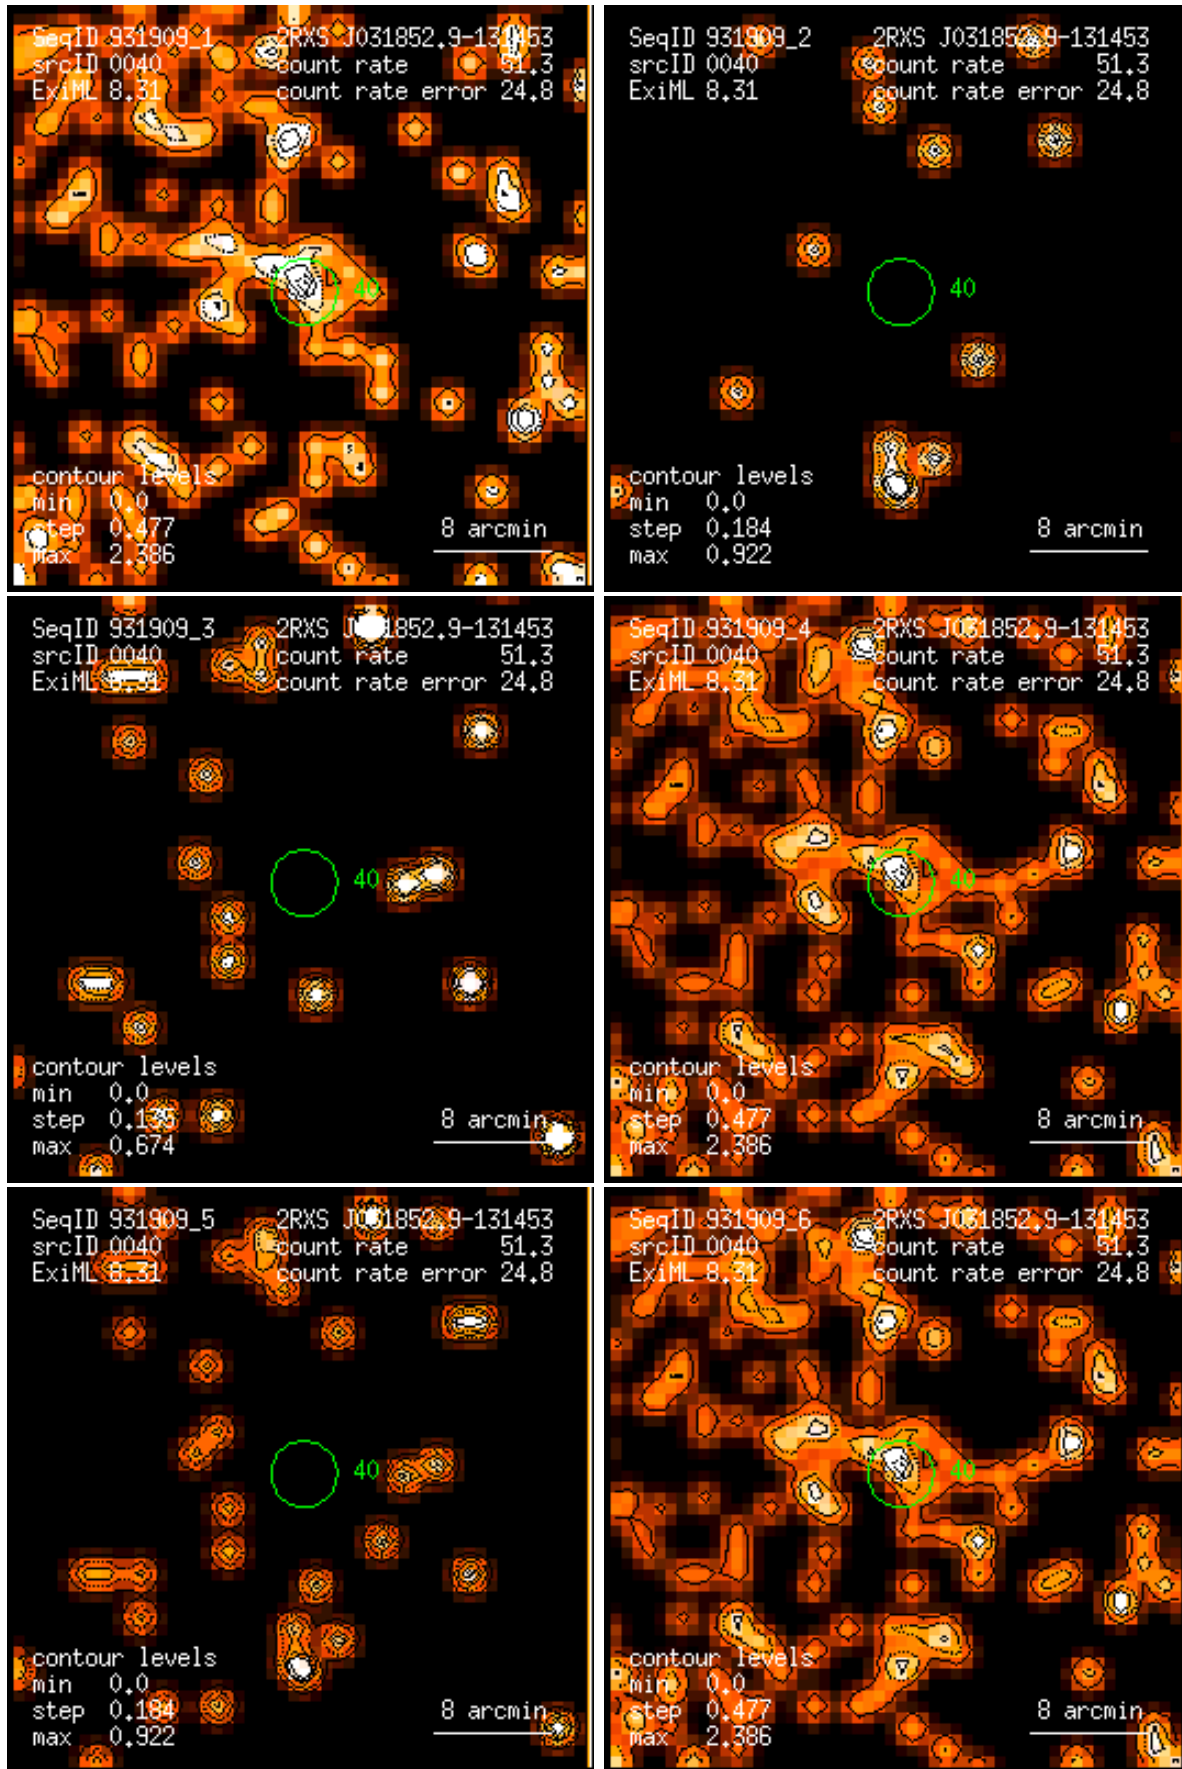 SeqID 931909_1 2RXS J031852.9-131453
srcID 0040 count rate 51.3
ExiML 8.31 count rate error 24.8
40
contour levels
min 0.0
step 0.477
max 2.386
8 arcmin
SeqID 931909_2 2RXS J031852.9-131453
srcID 0040 count rate 51.3
ExiML 8.31 count rate error 24.8
40
contour levels
min 0.0
step 0.184
max 0.922
8 arcmin
SeqID 931909_3 2RXS J031852.9-131453
srcID 0040 count rate 51.3
ExiML 8.31 count rate error 24.8
40
contour levels
min 0.0
step
max 0.674
8 arcmin
SeqID 931909_4 2RXS J031852.9-131453
srcID 0040 count rate 51.3
ExiML 8.31 count rate error 24.8
40
contour levels
min 0.0
step 0.477
max 2.386
8 arcmin
SeqID 931909_5 2RXS J031852.9-131453
srcID 0040 count rate 51.3
ExiML 8.31 count rate error 24.8
40
contour levels
min 0.0
step 0.184
max 0.922
8 arcmin
SeqID 931909_6 2RXS J031852.9-131453
srcID 0040 count rate 51.3
ExiML 8.31 count rate error 24.8
40
contour levels
min 0.0
step 0.477
max 2.386
8 arcmin